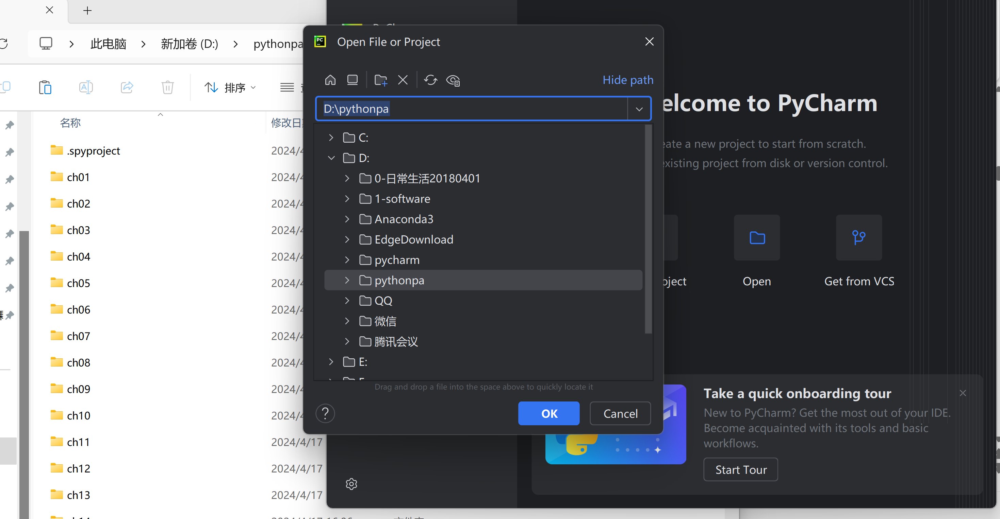 此电脑 新加卷 (D:) pythonpa
排序
名称 修改日
.spyproject 2024/4
ch01 2024/4
ch02 2024/4
ch03 2024/4
ch04 2024/4
ch05 2024/4
ch06 2024/4
ch07 2024/4
ch08 2024/4
ch09 2024/4
ch10 2024/4
ch11 2024/4/17
ch12 2024/4/17
ch13 2024/4/17
PC Open File or Project
Hide path
D:\pythonpa
C:
D:
0-日常生活20180401
1-software
Anaconda3
EdgeDownload
pycharm
pythonpa
QQ
微信
腾讯会议
E:
Drag and drop a file into the space above to quickly locate it
? OK Cancel
elcome to PyCharm
eate a new project to start from scratch.
existing project from disk or version control.
oject Open Get from VCS
Take a quick onboarding tour
New to PyCharm? Get the most out of your IDE.
Become acquainted with its tools and basic
workflows.
Start Tour